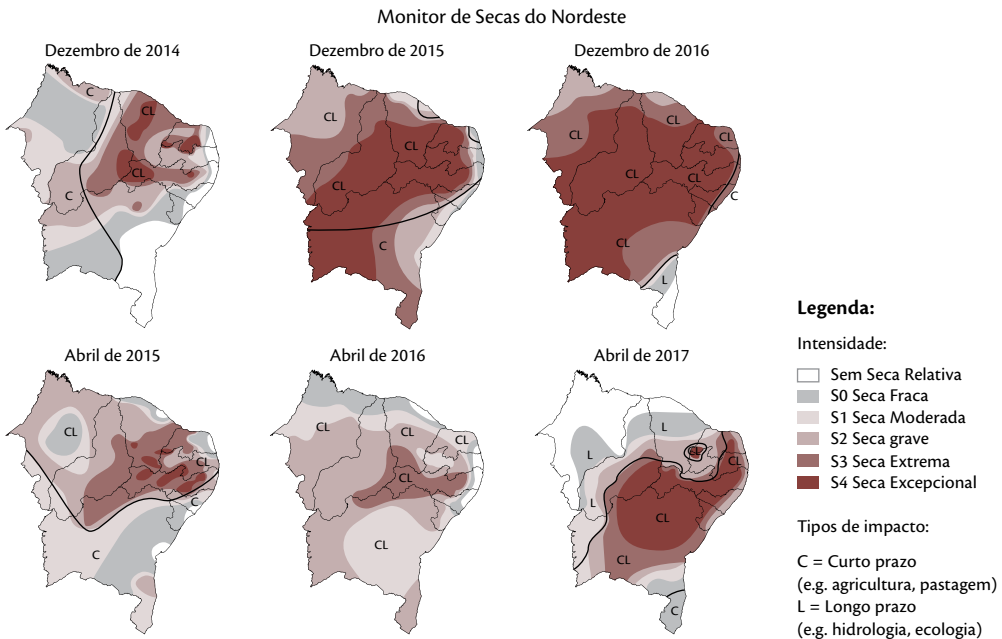 Monitor de Secas do Nordeste
Dezembro de 2014
C
CL
CL
C
Dezembro de 2015
CL
CL
CL
C
Dezembro de 2016
CL
CL
CL
CL
CL
C
CL
L
Abril de 2015
CL
CL
C
C
Abril de 2016
CL
CL
CL
CL
CL
Abril de 2017
L
L
CL
CL
L
CL
CL
C
Legenda:
Intensidade:
Sem Seca Relativa
S0 Seca Fraca
S1 Seca Moderada
S2 Seca grave
S3 Seca Extrema
S4 Seca Excepcional
Tipos de impacto:
C = Curto prazo
(e.g. agricultura, pastagem)
L = Longo prazo
(e.g. hidrologia, ecologia)